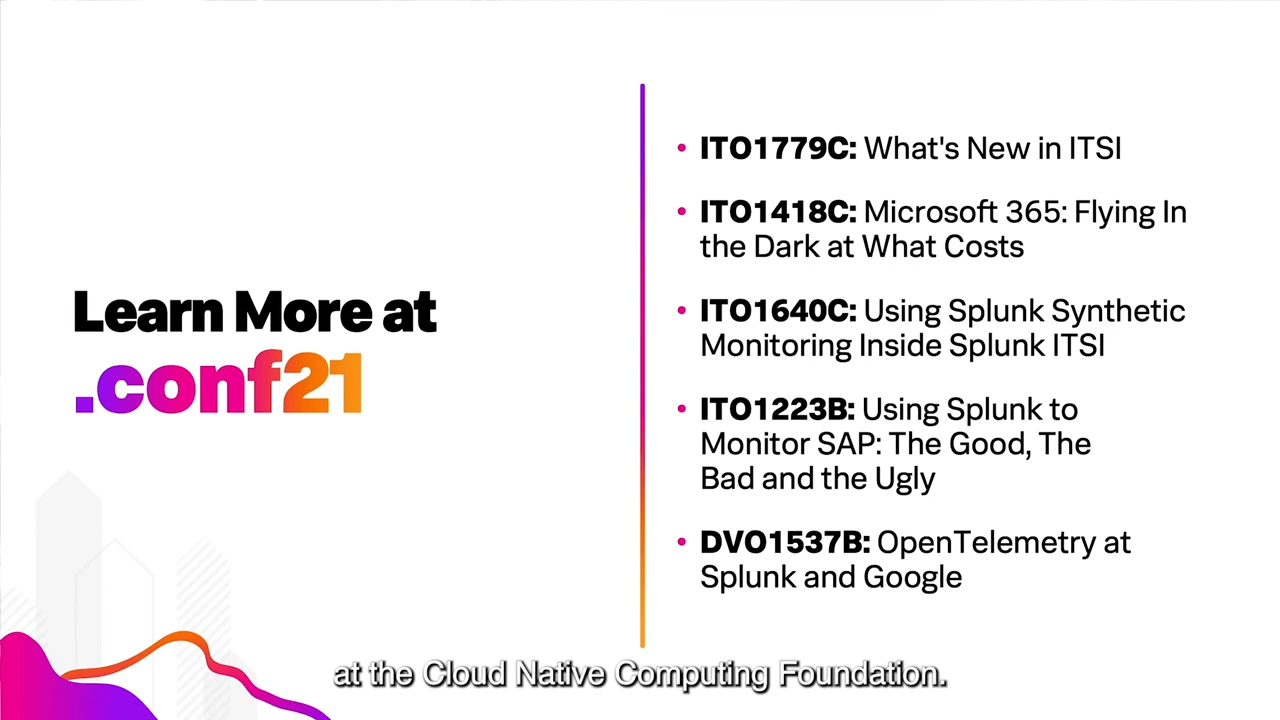 Learn More at
.conf21
• ITO1779C: What's New in ITSI
• ITO1418C: Microsoft 365: Flying In
the Dark at What Costs
• ITO1640C: Using Splunk Synthetic
Monitoring Inside Splunk ITSI
• ITO1223B: Using Splunk to
Monitor SAP: The Good, The
Bad and the Ugly
• DVO1537B: OpenTelemetry at
Splunk and Google
at the Cloud Native Computing Foundation.